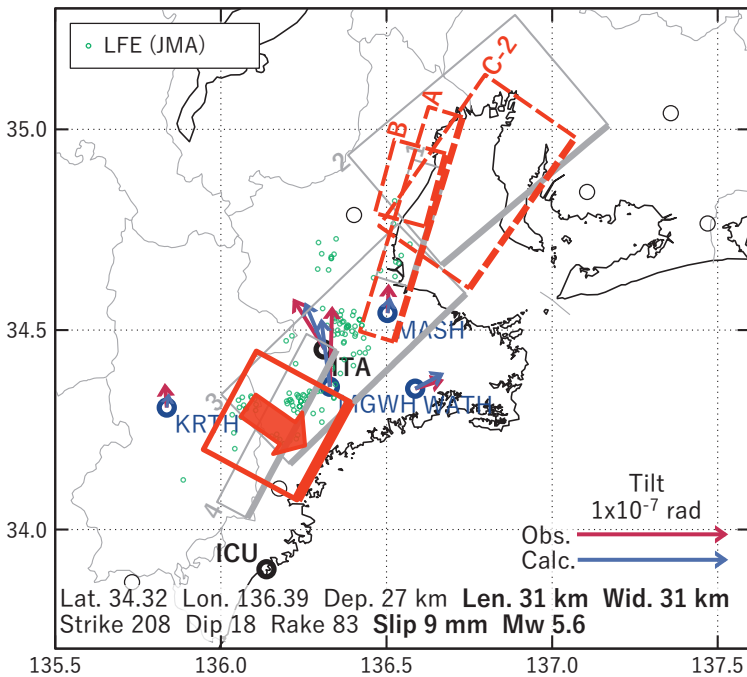 LFE (JMA)
C-2
A
B
1
2
35.0
34.5
34.0
MASH
ITA
MGWH
WATH
KRTH
3
4
ICU
Tilt
1x10⁻⁷ rad
Obs.
Calc.
Lat. 34.32 Lon. 136.39 Dep. 27 km Len. 31 km Wid. 31 km
Strike 208 Dip 18 Rake 83 Slip 9 mm Mw 5.6
135.5 136.0 136.5 137.0 137.5